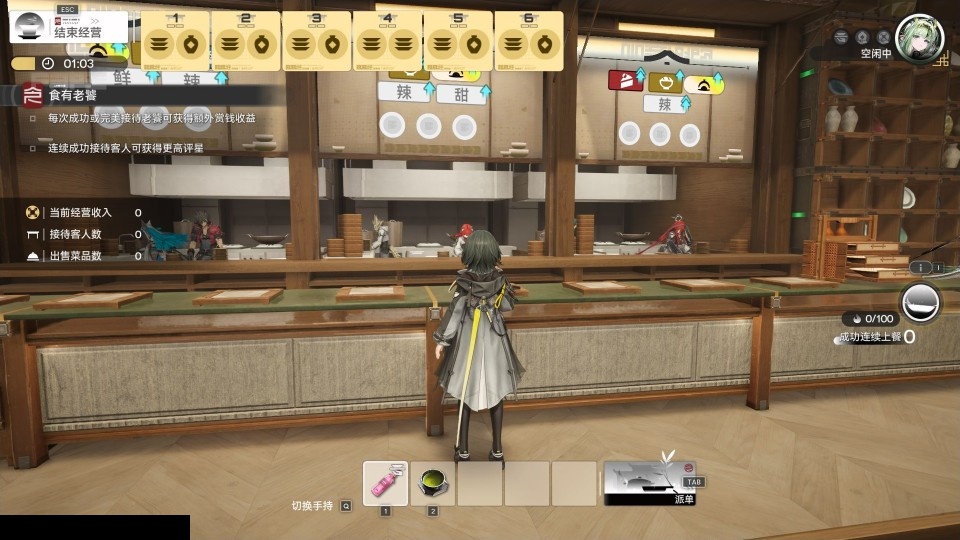 ESC
结束经营
1
2
3
4
5
6
空闲中
01:03
鲜
辣
辣
甜
辣
食有老饕
每次成功或完美接待老饕可获得额外赏钱收益
连续成功接待客人可获得更高评星
当前经营收入 0
接待客人数 0
出售菜品数 0
0/100
成功连续上餐 0
切换手持 Q
1
2
TAB
派单